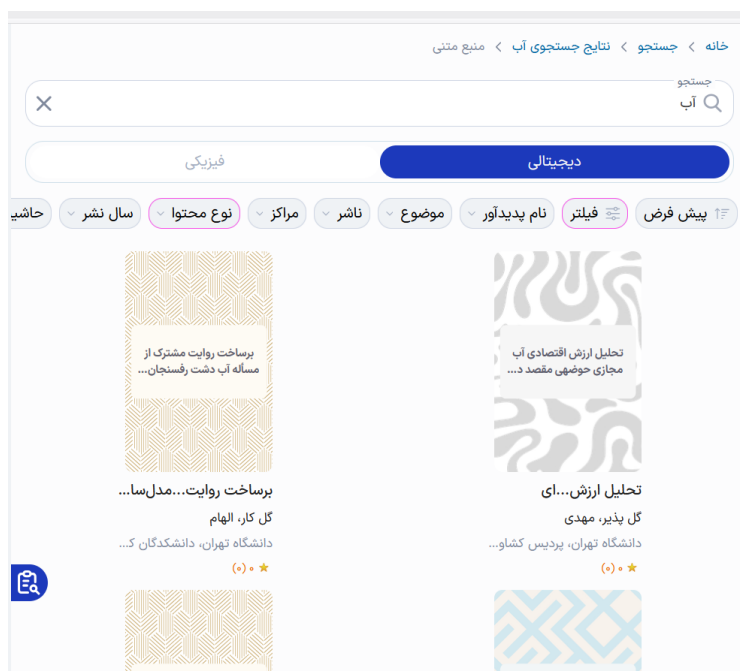 خانه > جستجو > نتایج جستجوی آب > منبع متنی
جستجو
آب
دیجیتالی
فیزیکی
پیش فرض
فیلتر
نام پدیدآور
موضوع
ناشر
مراکز
نوع محتوا
سال نشر
حاشیـ
تحلیل ارزش اقتصادی آب
مجازی حوضهی مقصد د...
تحلیل ارزش...ای
گل پذیر، مهدی
دانشگاه تهران، پردیس کشاو...
۰ (۰)
برساخت روایت مشترک از
مسأله آب دشت رفسنجان...
برساخت روایت...مدل‌سا...
گل کار، الهام
دانشگاه تهران، دانشکدگان کـ...
۰ (۰)